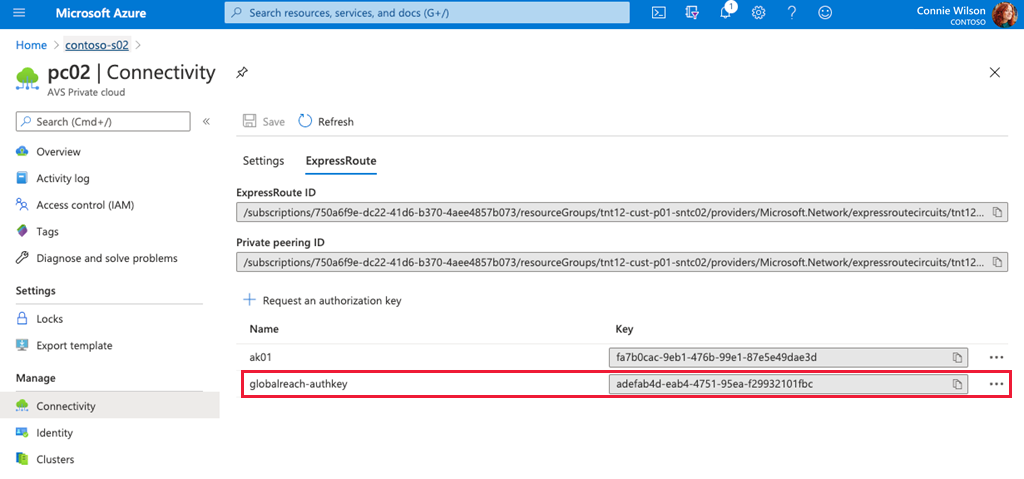 Microsoft Azure
Search resources, services, and docs (G+/)
1
Connie Wilson
CONTOSO
Home > contoso-s02 >
pc02 | Connectivity
AVS Private cloud
Search (Cmd+/)
«
Save
Refresh
Overview
Activity log
Access control (IAM)
Tags
Diagnose and solve problems
Settings
Locks
Export template
Manage
Connectivity
Identity
Clusters
Settings
ExpressRoute
ExpressRoute ID
/subscriptions/750a6f9e-dc22-41d6-b370-4aee4857b073/resourceGroups/tnt12-cust-p01-sntc02/providers/Microsoft.Network/expressroutecircuits/tnt12...
Private peering ID
/subscriptions/750a6f9e-dc22-41d6-b370-4aee4857b073/resourceGroups/tnt12-cust-p01-sntc02/providers/Microsoft.Network/expressroutecircuits/tnt12...
Request an authorization key
Name Key
ak01 fa7b0cac-9eb1-476b-99e1-87e5e49dae3d
globalreach-authkey adefab4d-eab4-4751-95ea-f29932101fbc